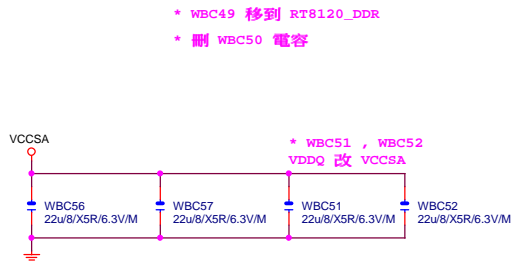 * WBC49 移到 RT8120_DDR
* 刪 WBC50 電容
VCCSA
* WBC51 , WBC52
VDDQ 改 VCCSA
WBC56
22u/8/X5R/6.3V/M
WBC57
22u/8/X5R/6.3V/M
WBC51
22u/8/X5R/6.3V/M
WBC52
22u/8/X5R/6.3V/M